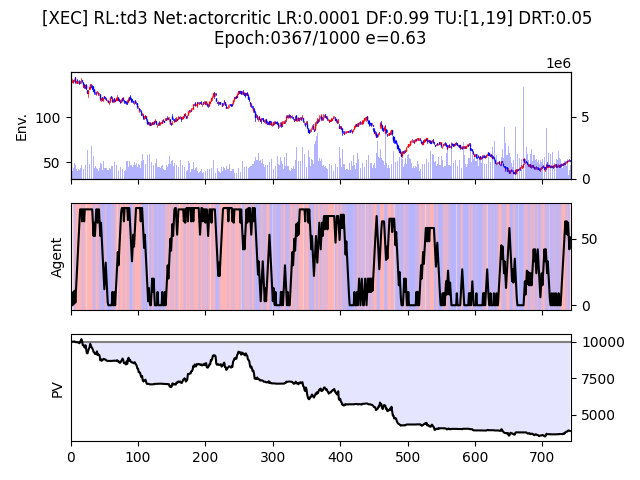 [XEC] RL:td3 Net:actorcritic LR:0.0001 DF:0.99 TU:[1,19] DRT:0.05
Epoch:0367/1000 e=0.63
1e6
Env.
100
50
5
0
Agent
50
0
PV
10000
7500
5000
0 100 200 300 400 500 600 700